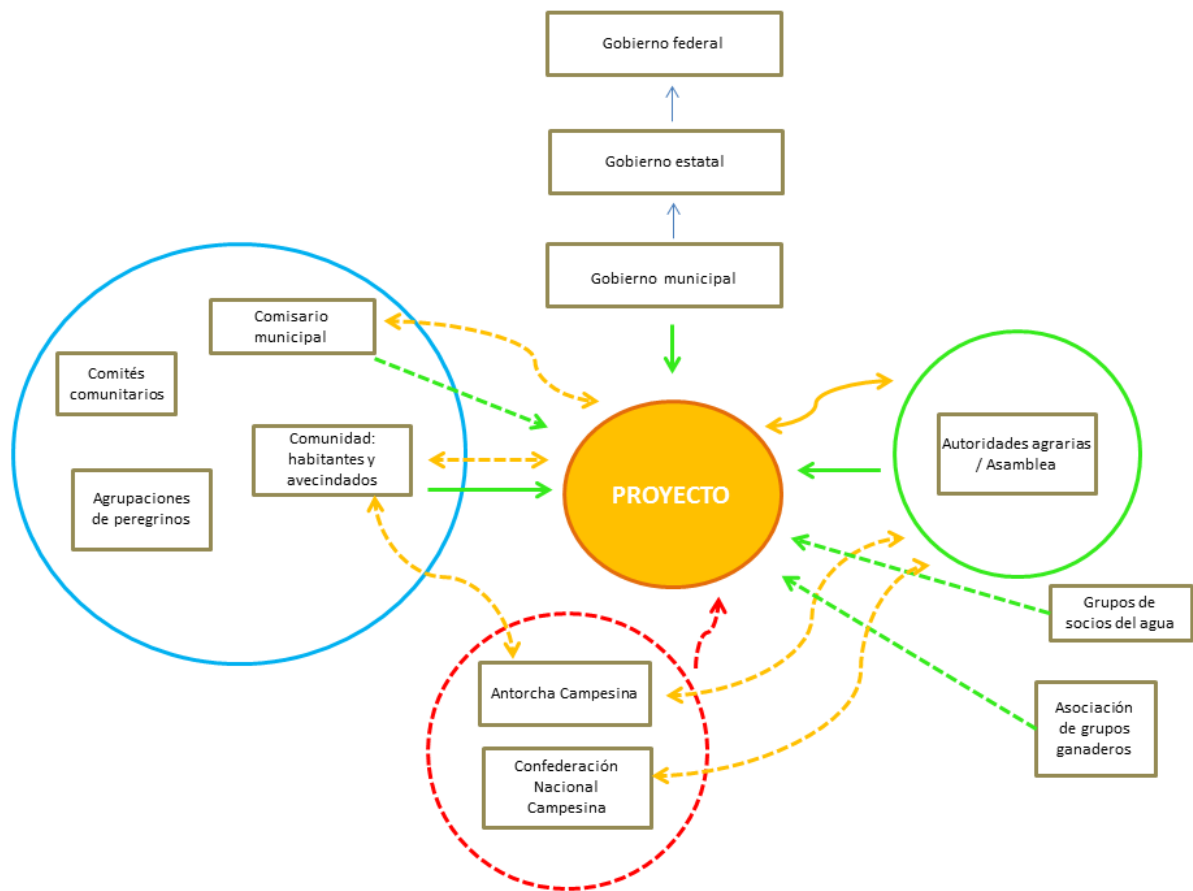 Gobierno federal
Gobierno estatal
Gobierno municipal
Comisario
municipal
Comités
comunitarios
Comunidad:
habitantes y
avecindados
Agrupaciones
de peregrinos
PROYECTO
Autoridades agrarias
/ Asamblea
Grupos de
socios del agua
Asociación
de grupos
ganaderos
Antorcha Campesina
Confederación
Nacional
Campesina